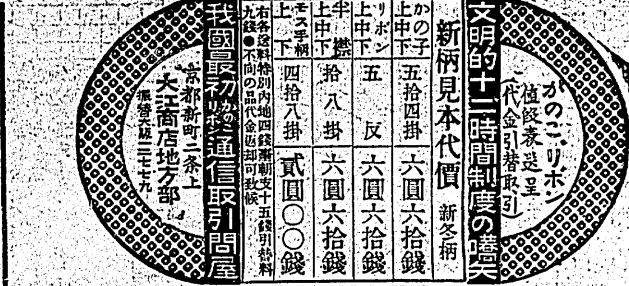 かのこ、リボン
値段表送呈
(代金引替取引)
文明的十二時間制度の嚆矢
新柄見本代價 新冬柄
かの子 上中下 五拾四掛 六圓六拾錢
リボン 上中下 五反 六圓六拾錢
半襟 上中下 拾八掛 六圓六拾錢
モス手柄 上下 四拾八掛 貳圓〇〇錢
右各送料特別内地四錢滿朝支十五錢引替料
九錢●不向の品代金返却可致候
我國最初かのこリボン通信取引問屋
京都新町二条上
大江商店地方部
振替大阪二二七七九